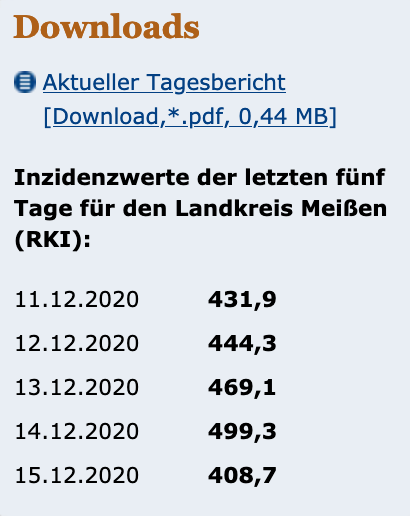 Downloads
Aktueller Tagesbericht
[Download,*.pdf, 0,44 MB]
Inzidenzwerte der letzten fünf
Tage für den Landkreis Meißen
(RKI):
11.12.2020 431,9
12.12.2020 444,3
13.12.2020 469,1
14.12.2020 499,3
15.12.2020 408,7